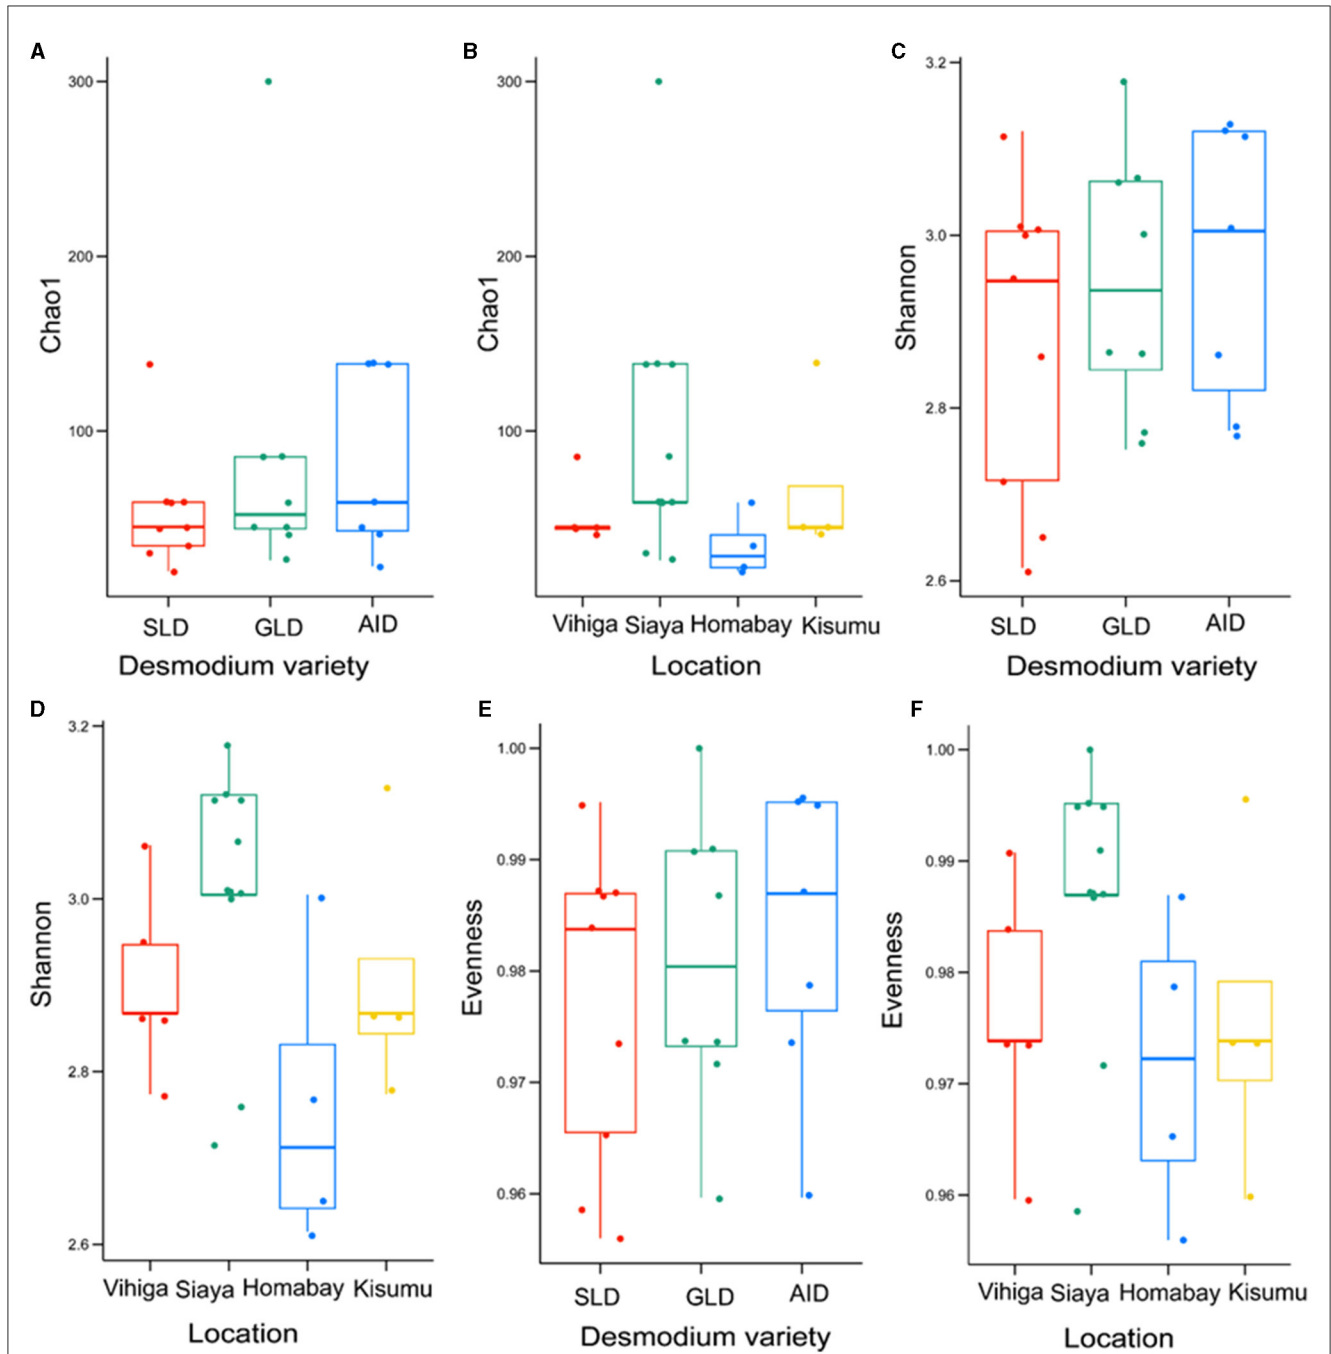 A
300
200
100
Chao1
SLD GLD AID
Desmodium variety
B
300
200
100
Chao1
Vihiga Siaya Homabay Kisumu
Location
C
3.2
3.0
2.8
2.6
Shannon
SLD GLD AID
Desmodium variety
D
3.2
3.0
2.8
2.6
Shannon
Vihiga Siaya Homabay Kisumu
Location
E
1.00
0.99
0.98
0.97
0.96
Evenness
SLD GLD AID
Desmodium variety
F
1.00
0.99
0.98
0.97
0.96
Evenness
Vihiga Siaya Homabay Kisumu
Location